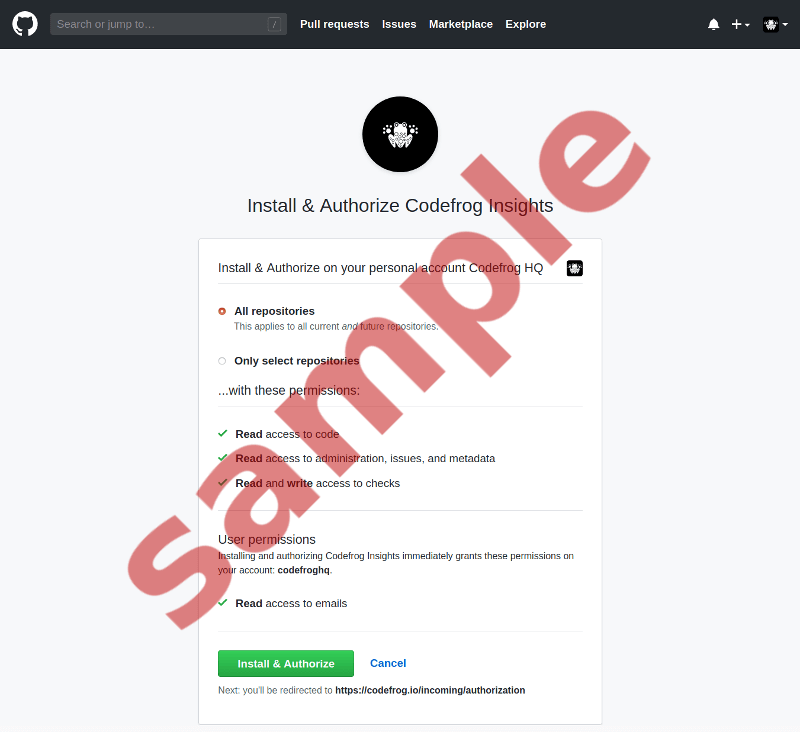 Search or jump to… /
Pull requests Issues Marketplace Explore
Install & Authorize Codefrog Insights
Install & Authorize on your personal account Codefrog HQ
All repositories
This applies to all current and future repositories.
Only select repositories
...with these permissions:
Read access to code
Read access to administration, issues, and metadata
Read and write access to checks
User permissions
Installing and authorizing Codefrog Insights immediately grants these permissions on
your account: codefroghq.
Read access to emails
Install & Authorize Cancel
Next: you'll be redirected to https://codefrog.io/incoming/authorization
sample